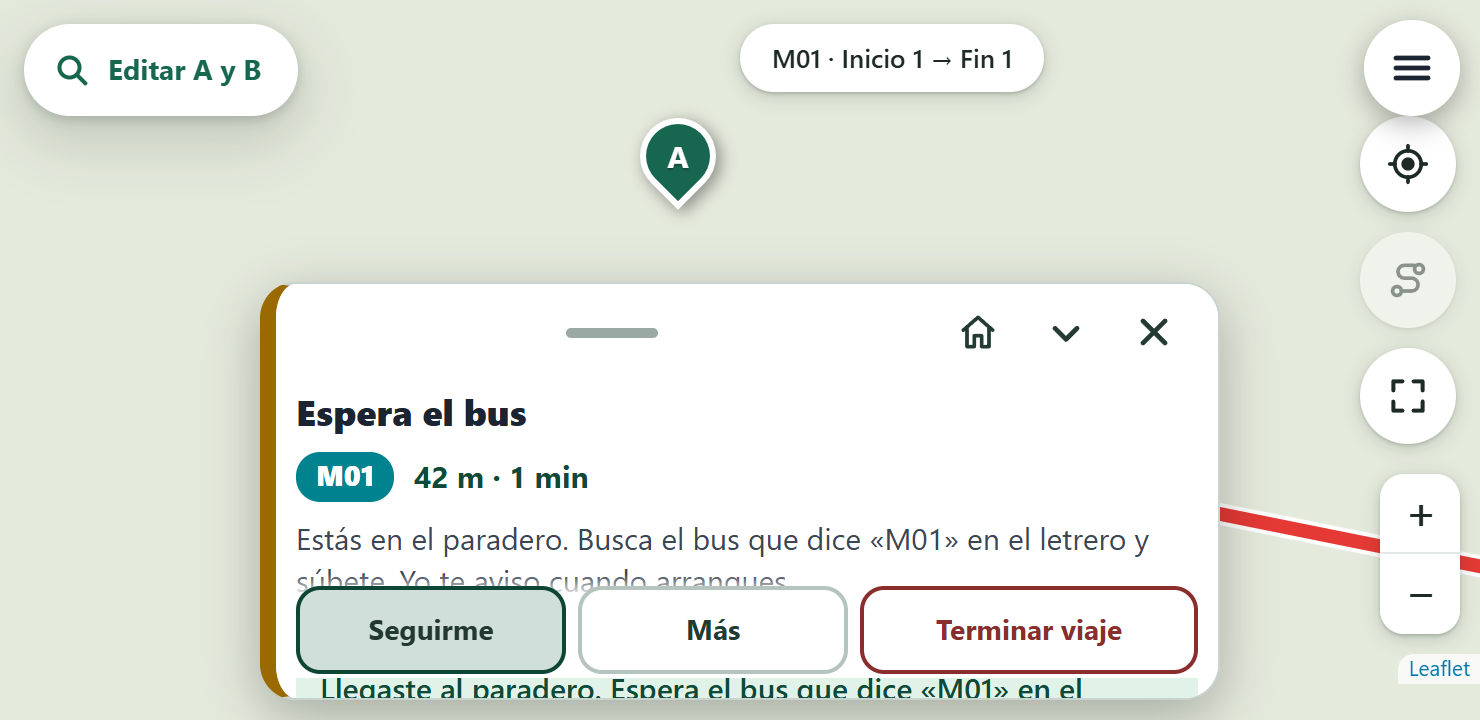 Editar A y B
M01 · Inicio 1 → Fin 1
A
Espera el bus
M01 42 m · 1 min
Estás en el paradero. Busca el bus que dice «M01» en el letrero y
súbete. Yo te aviso cuando arranques.
Seguirme Más Terminar viaje
Llegaste al paradero. Espera el bus que dice «M01» en el
+
−
Leaflet